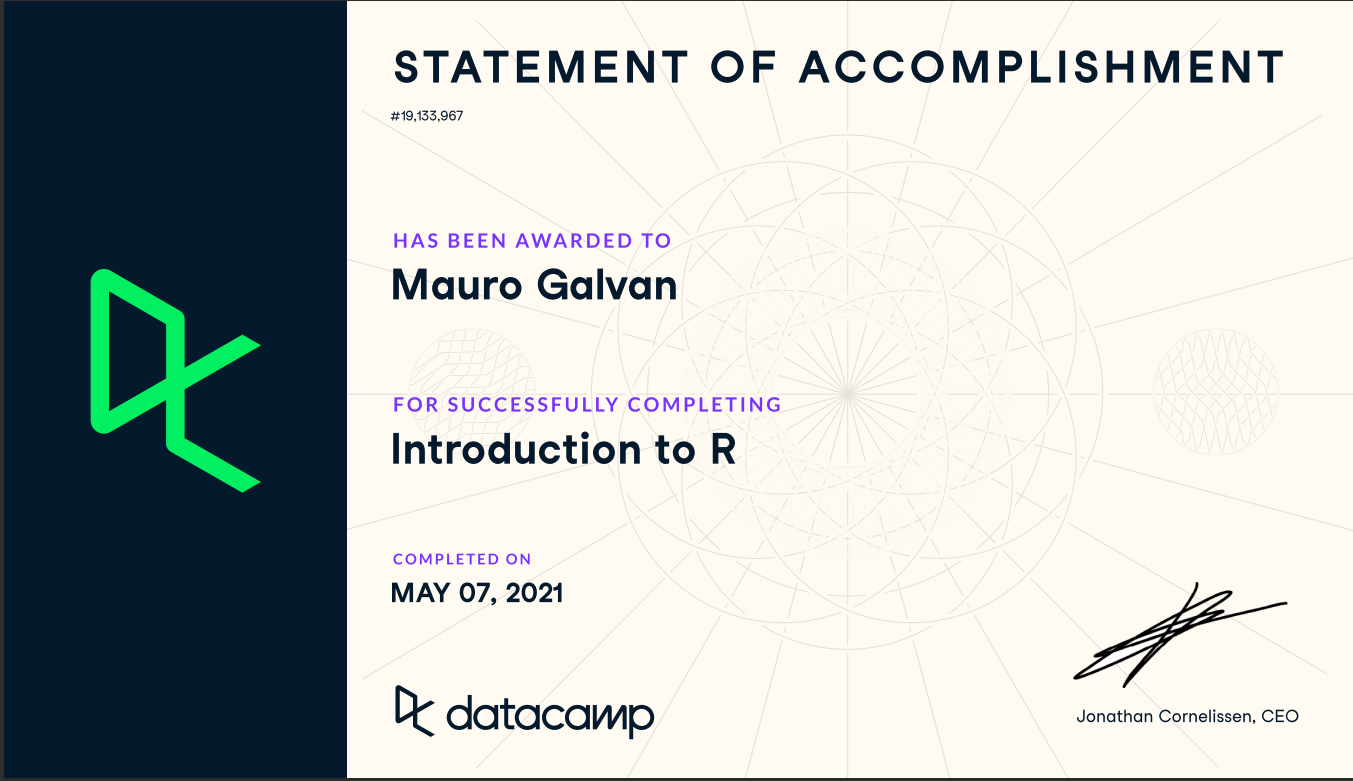 STATEMENT OF ACCOMPLISHMENT
#19,133,967
HAS BEEN AWARDED TO
Mauro Galvan
FOR SUCCESSFULLY COMPLETING
Introduction to R
COMPLETED ON
MAY 07, 2021
datacamp
Jonathan Cornelissen, CEO